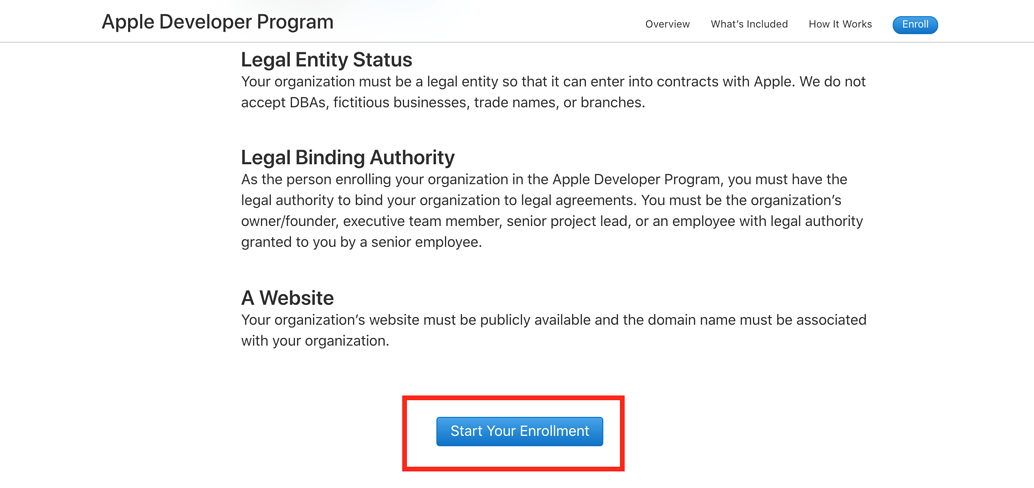 Apple Developer Program
Overview What's Included How It Works Enroll
Legal Entity Status
Your organization must be a legal entity so that it can enter into contracts with Apple. We do not
accept DBAs, fictitious businesses, trade names, or branches.
Legal Binding Authority
As the person enrolling your organization in the Apple Developer Program, you must have the
legal authority to bind your organization to legal agreements. You must be the organization's
owner/founder, executive team member, senior project lead, or an employee with legal authority
granted to you by a senior employee.
A Website
Your organization's website must be publicly available and the domain name must be associated
with your organization.
Start Your Enrollment